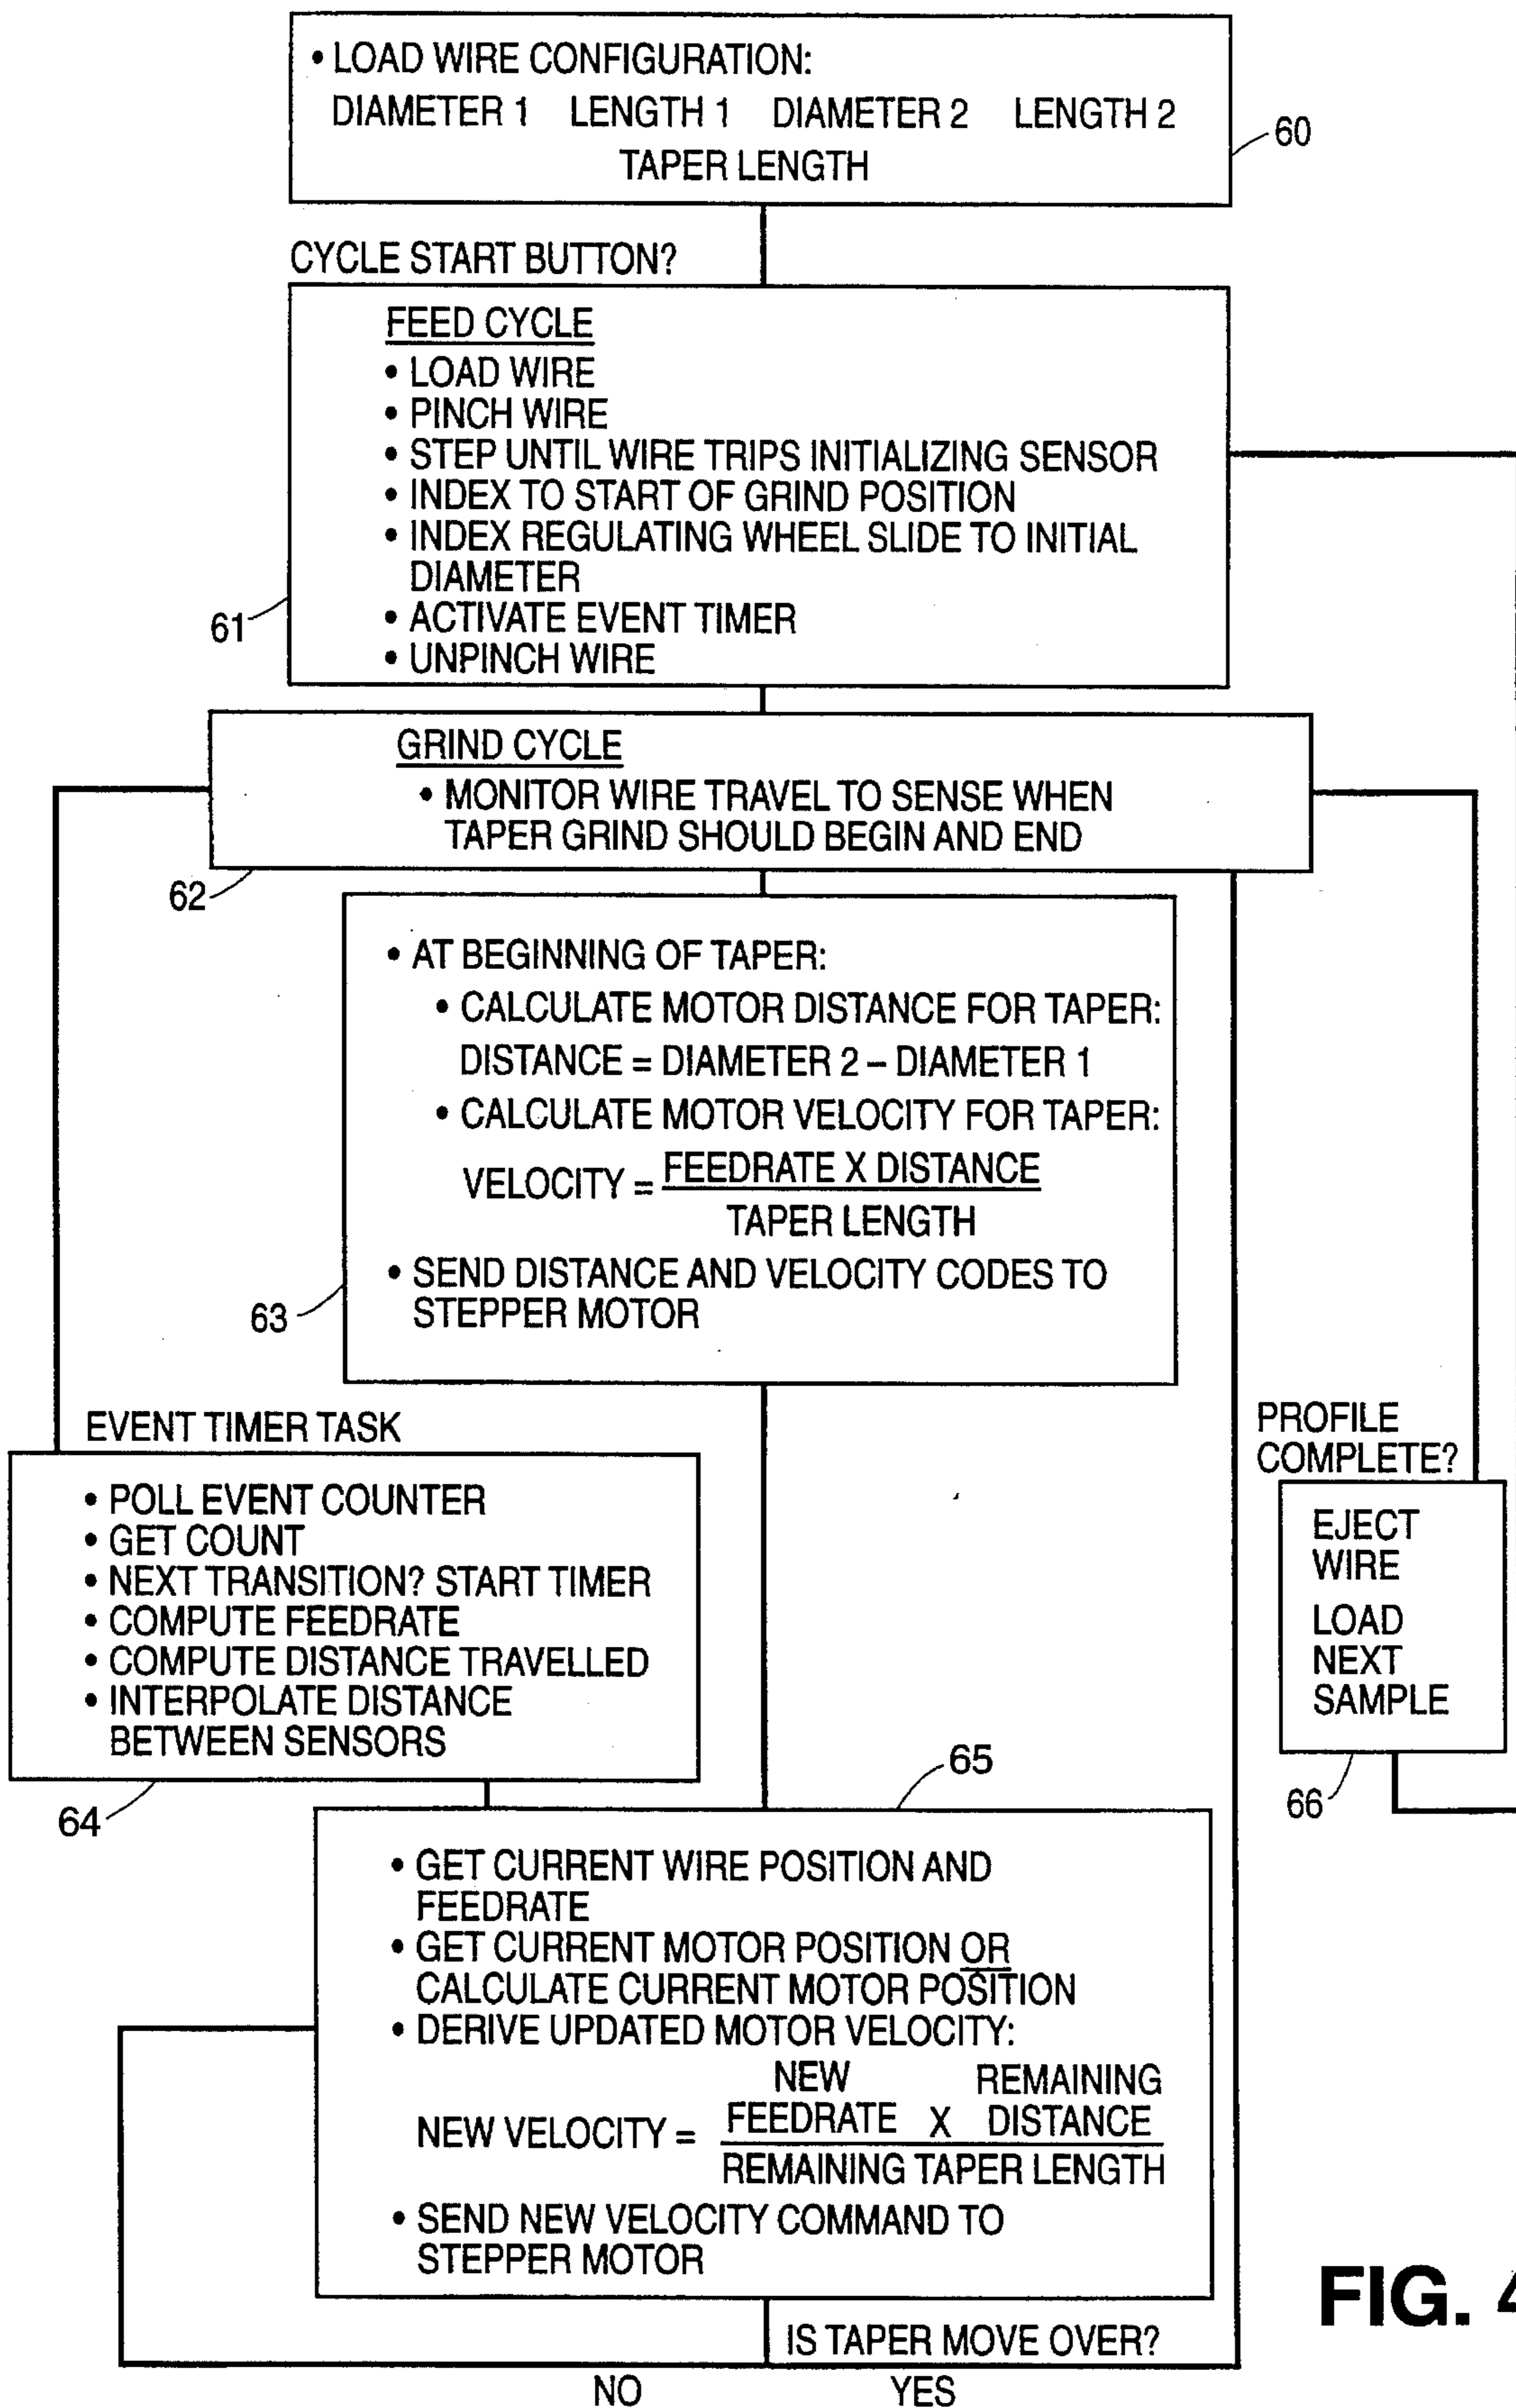 • LOAD WIRE CONFIGURATION:
DIAMETER 1 LENGTH 1 DIAMETER 2 LENGTH 2
TAPER LENGTH
60
CYCLE START BUTTON?
FEED CYCLE
• LOAD WIRE
• PINCH WIRE
• STEP UNTIL WIRE TRIPS INITIALIZING SENSOR
• INDEX TO START OF GRIND POSITION
• INDEX REGULATING WHEEL SLIDE TO INITIAL
DIAMETER
• ACTIVATE EVENT TIMER
• UNPINCH WIRE
61
GRIND CYCLE
• MONITOR WIRE TRAVEL TO SENSE WHEN
TAPER GRIND SHOULD BEGIN AND END
62
• AT BEGINNING OF TAPER:
• CALCULATE MOTOR DISTANCE FOR TAPER:
DISTANCE = DIAMETER 2 – DIAMETER 1
• CALCULATE MOTOR VELOCITY FOR TAPER:
VELOCITY = FEEDRATE X DISTANCE
TAPER LENGTH
• SEND DISTANCE AND VELOCITY CODES TO
STEPPER MOTOR
63
EVENT TIMER TASK
• POLL EVENT COUNTER
• GET COUNT
• NEXT TRANSITION? START TIMER
• COMPUTE FEEDRATE
• COMPUTE DISTANCE TRAVELLED
• INTERPOLATE DISTANCE
BETWEEN SENSORS
64
PROFILE
COMPLETE?
EJECT
WIRE
LOAD
NEXT
SAMPLE
66
65
• GET CURRENT WIRE POSITION AND
FEEDRATE
• GET CURRENT MOTOR POSITION OR
CALCULATE CURRENT MOTOR POSITION
• DERIVE UPDATED MOTOR VELOCITY:
NEW REMAINING
NEW VELOCITY = FEEDRATE X DISTANCE
REMAINING TAPER LENGTH
• SEND NEW VELOCITY COMMAND TO
STEPPER MOTOR
IS TAPER MOVE OVER?
NO YES
FIG. 4